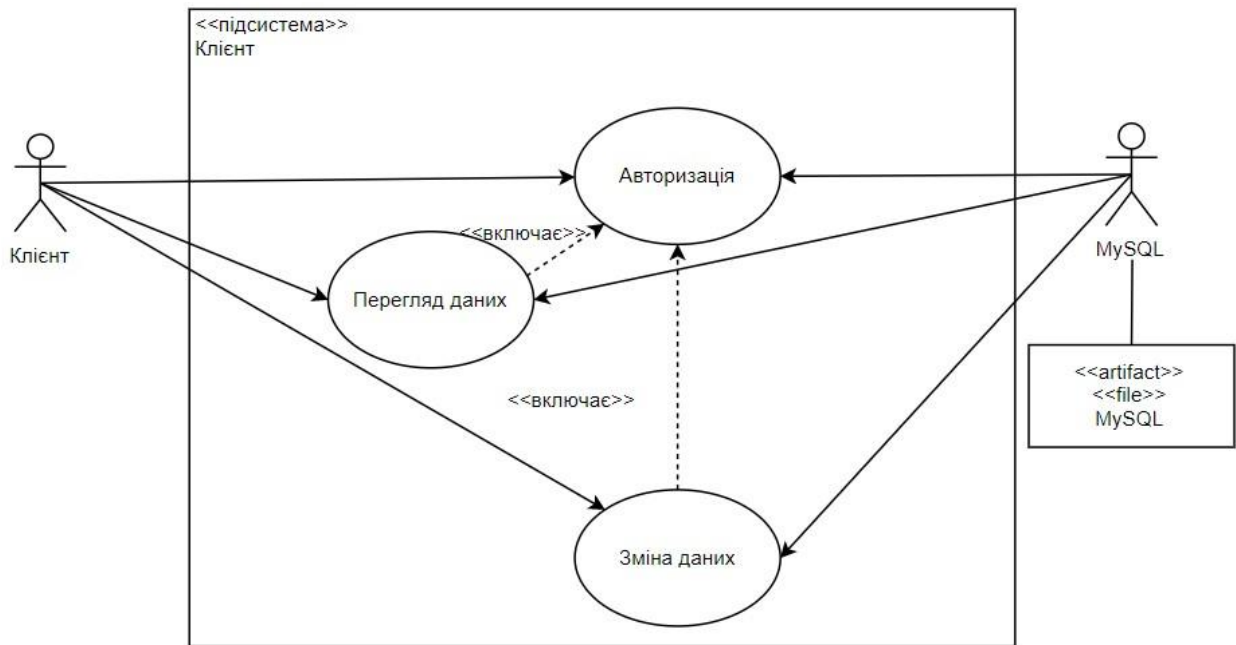 <<підсистема>>
Клієнт
Авторизація
<<включає>>
Клієнт
MySQL
Перегляд даних
<<artifact>>
<<file>>
MySQL
<<включає>>
Зміна даних